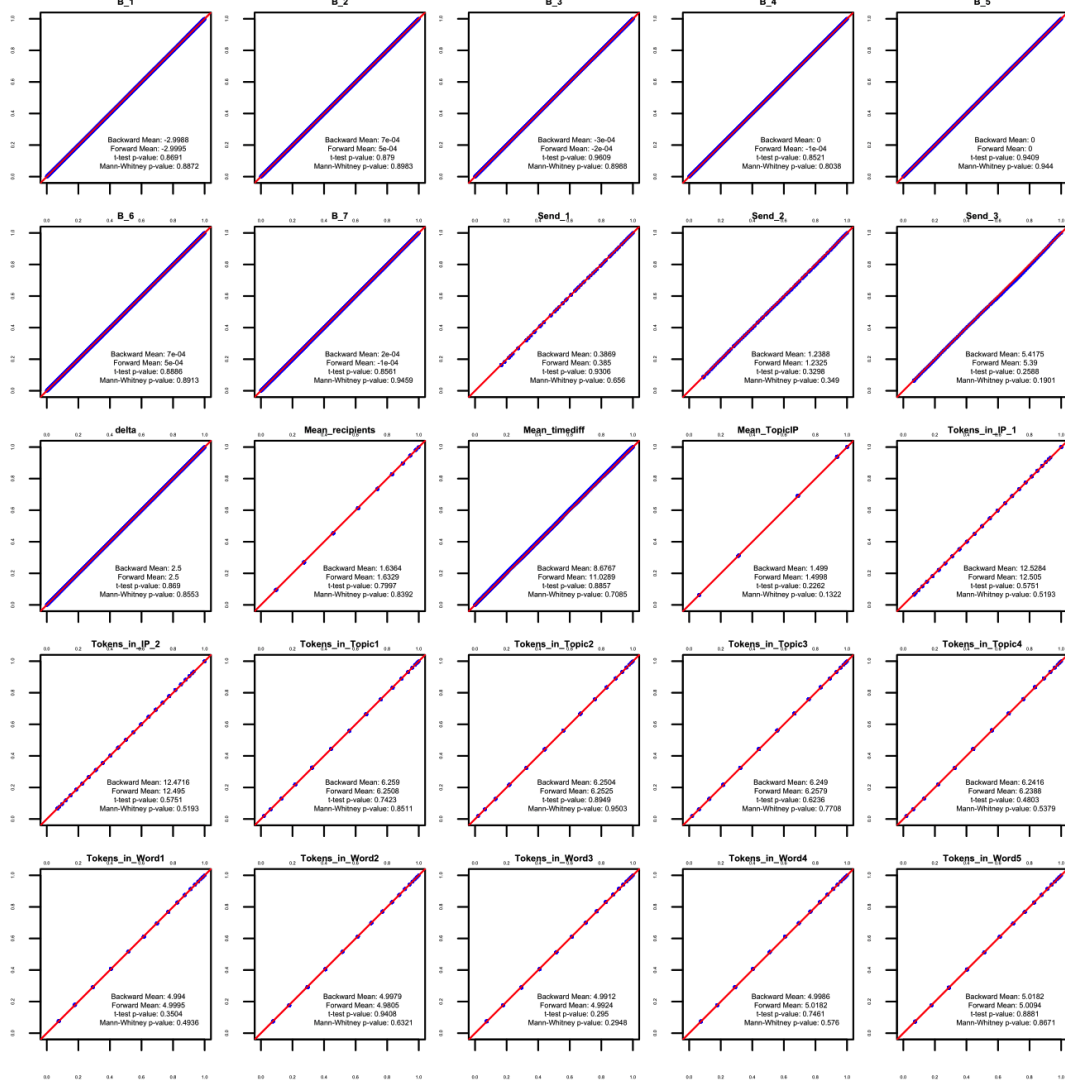 B_1
Backward Mean: -2.9988
Forward Mean: -2.9995
t-test p-value: 0.8691
Mann-Whitney p-value: 0.8872
B_2
Backward Mean: 7e-04
Forward Mean: 5e-04
t-test p-value: 0.879
Mann-Whitney p-value: 0.8983
B_3
Backward Mean: -3e-04
Forward Mean: -2e-04
t-test p-value: 0.9609
Mann-Whitney p-value: 0.8988
B_4
Backward Mean: 0
Forward Mean: -1e-04
t-test p-value: 0.8521
Mann-Whitney p-value: 0.8038
B_5
Backward Mean: 0
Forward Mean: 0
t-test p-value: 0.9409
Mann-Whitney p-value: 0.944
B_6
Backward Mean: 7e-04
Forward Mean: 5e-04
t-test p-value: 0.8886
Mann-Whitney p-value: 0.8913
B_7
Backward Mean: 2e-04
Forward Mean: -1e-04
t-test p-value: 0.8561
Mann-Whitney p-value: 0.9459
Send_1
Backward Mean: 0.3869
Forward Mean: 0.385
t-test p-value: 0.9306
Mann-Whitney p-value: 0.656
Send_2
Backward Mean: 1.2388
Forward Mean: 1.2325
t-test p-value: 0.3298
Mann-Whitney p-value: 0.349
Send_3
Backward Mean: 5.4175
Forward Mean: 5.39
t-test p-value: 0.2588
Mann-Whitney p-value: 0.1901
delta
Backward Mean: 2.5
Forward Mean: 2.5
t-test p-value: 0.869
Mann-Whitney p-value: 0.8553
Mean_recipients
Backward Mean: 1.6364
Forward Mean: 1.6329
t-test p-value: 0.7997
Mann-Whitney p-value: 0.8392
Mean_timediff
Backward Mean: 8.6767
Forward Mean: 11.0289
t-test p-value: 0.8857
Mann-Whitney p-value: 0.7085
Mean_TopicIP
Backward Mean: 1.499
Forward Mean: 1.4998
t-test p-value: 0.2262
Mann-Whitney p-value: 0.1322
Tokens_in_IP_1
Backward Mean: 12.5284
Forward Mean: 12.505
t-test p-value: 0.5751
Mann-Whitney p-value: 0.5193
Tokens_in_IP_2
Backward Mean: 12.4716
Forward Mean: 12.495
t-test p-value: 0.5751
Mann-Whitney p-value: 0.5193
Tokens_in_Topic1
Backward Mean: 6.259
Forward Mean: 6.2508
t-test p-value: 0.7423
Mann-Whitney p-value: 0.8511
Tokens_in_Topic2
Backward Mean: 6.2504
Forward Mean: 6.2525
t-test p-value: 0.8949
Mann-Whitney p-value: 0.9503
Tokens_in_Topic3
Backward Mean: 6.249
Forward Mean: 6.2579
t-test p-value: 0.6236
Mann-Whitney p-value: 0.7708
Tokens_in_Topic4
Backward Mean: 6.2416
Forward Mean: 6.2388
t-test p-value: 0.4803
Mann-Whitney p-value: 0.5379
Tokens_in_Word1
Backward Mean: 4.994
Forward Mean: 4.9995
t-test p-value: 0.3504
Mann-Whitney p-value: 0.4936
Tokens_in_Word2
Backward Mean: 4.9979
Forward Mean: 4.9805
t-test p-value: 0.9408
Mann-Whitney p-value: 0.6321
Tokens_in_Word3
Backward Mean: 4.9912
Forward Mean: 4.9924
t-test p-value: 0.295
Mann-Whitney p-value: 0.2948
Tokens_in_Word4
Backward Mean: 4.9986
Forward Mean: 5.0182
t-test p-value: 0.7461
Mann-Whitney p-value: 0.576
Tokens_in_Word5
Backward Mean: 5.0182
Forward Mean: 5.0094
t-test p-value: 0.8881
Mann-Whitney p-value: 0.8671
0.0 0.2 0.4 0.6 0.8 1.0